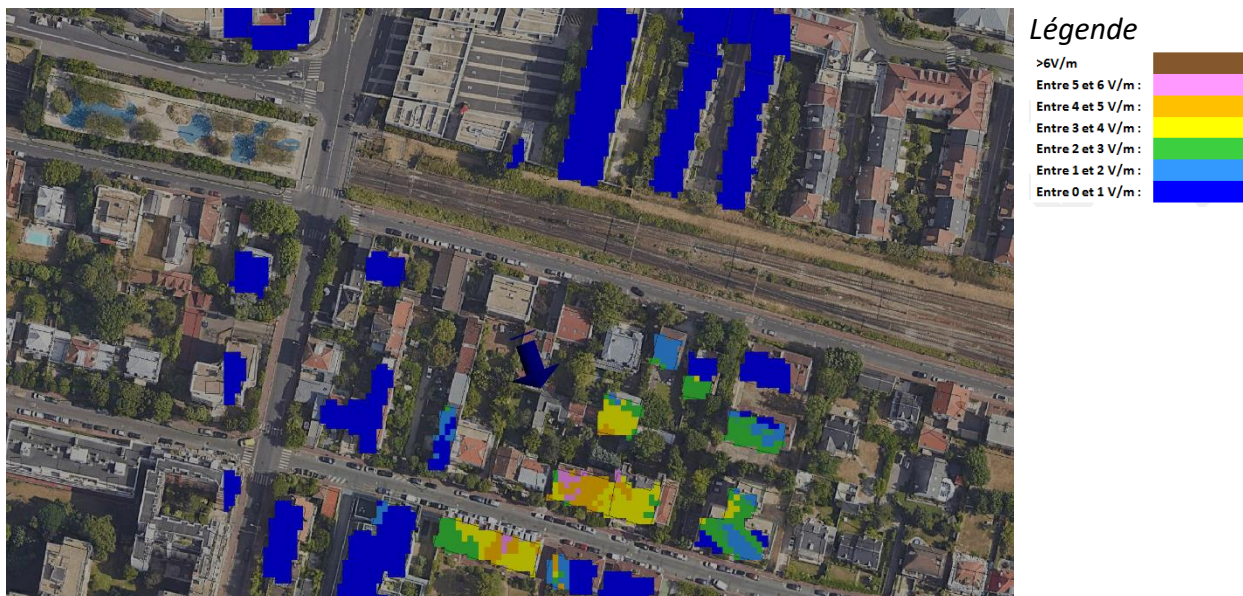 Légende
>6V/m
Entre 5 et 6 V/m :
Entre 4 et 5 V/m :
Entre 3 et 4 V/m :
Entre 2 et 3 V/m :
Entre 1 et 2 V/m :
Entre 0 et 1 V/m :